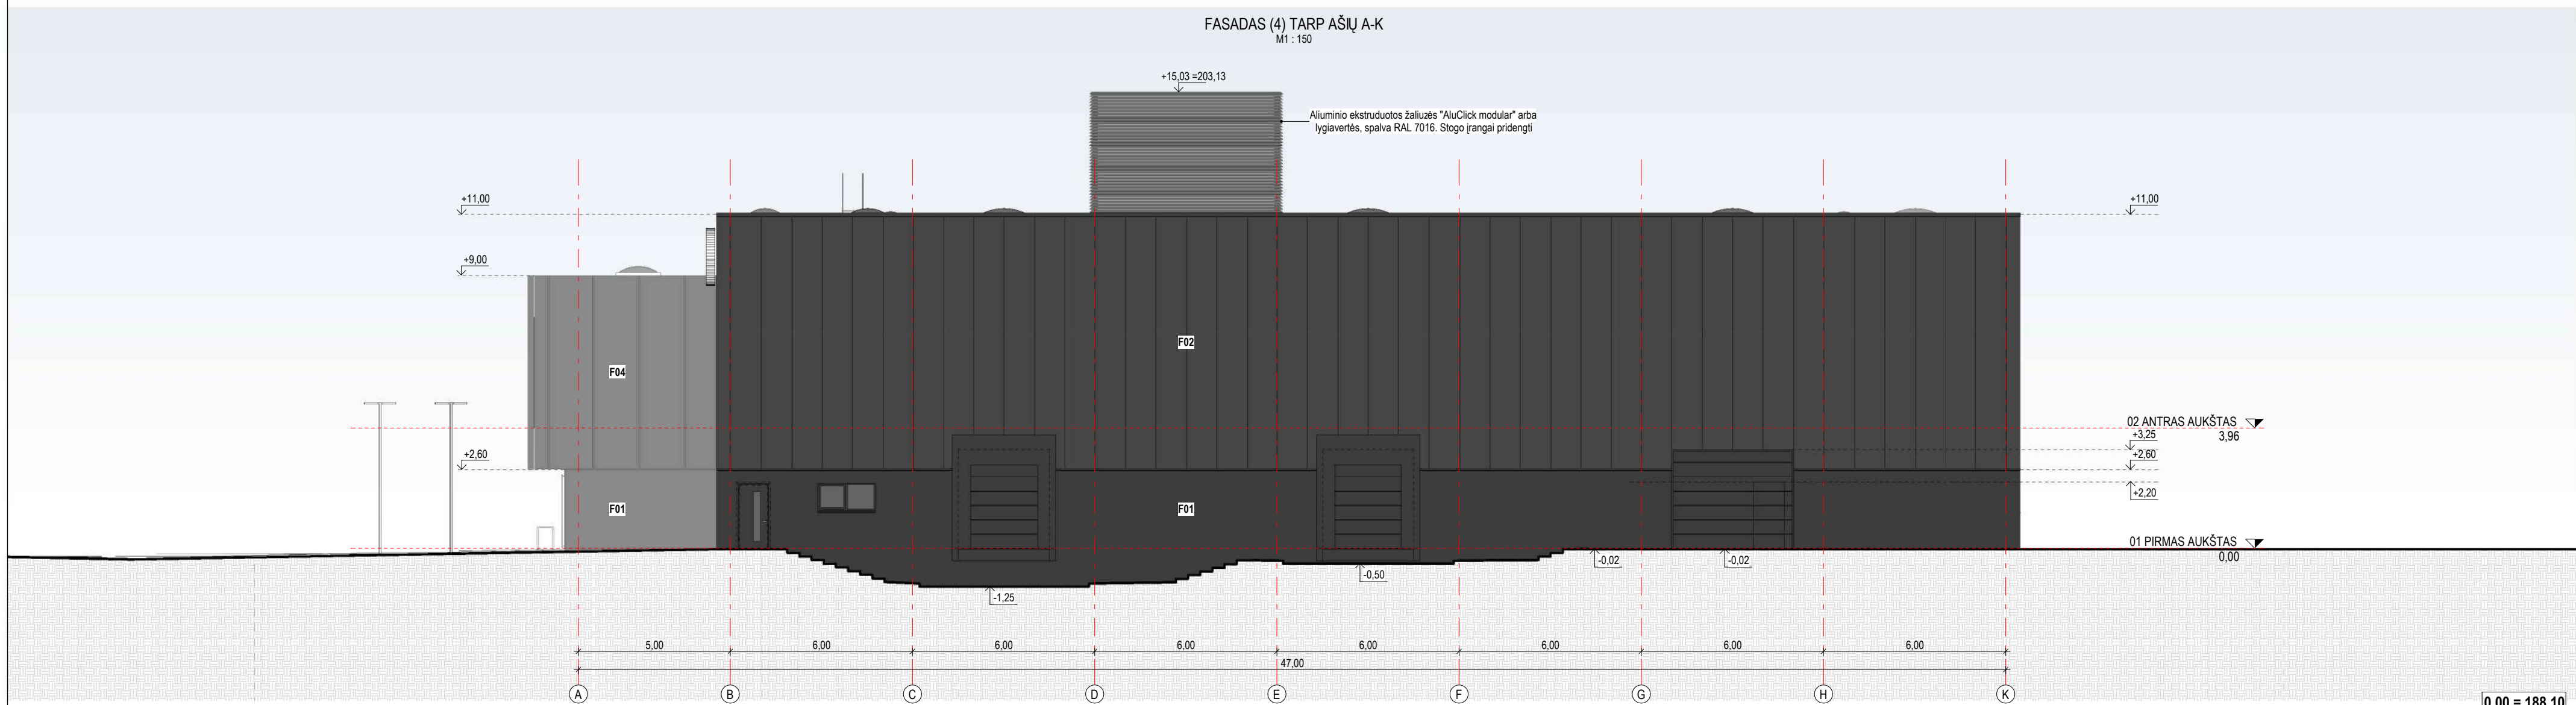 FASADAS (4) TARP AŠIŲ A-K
M1 : 150
+15,03 =203,13
Aliuminio ekstruduotos žaliuzės "AluClick modular" arba
lygiavertės, spalva RAL 7016. Stogo įrangai pridengti
+11,00
+11,00
+9,00
F02
F04
02 ANTRAS AUKŠTAS
3,96
+3,25
+2,60
+2,60
+2,20
F01
F01
01 PIRMAS AUKŠTAS
0,00
-0,02
-0,02
-0,50
-1,25
5,00 6,00 6,00 6,00 6,00 6,00 6,00 6,00
47,00
A B C D E F G H K
0,00 = 188,10